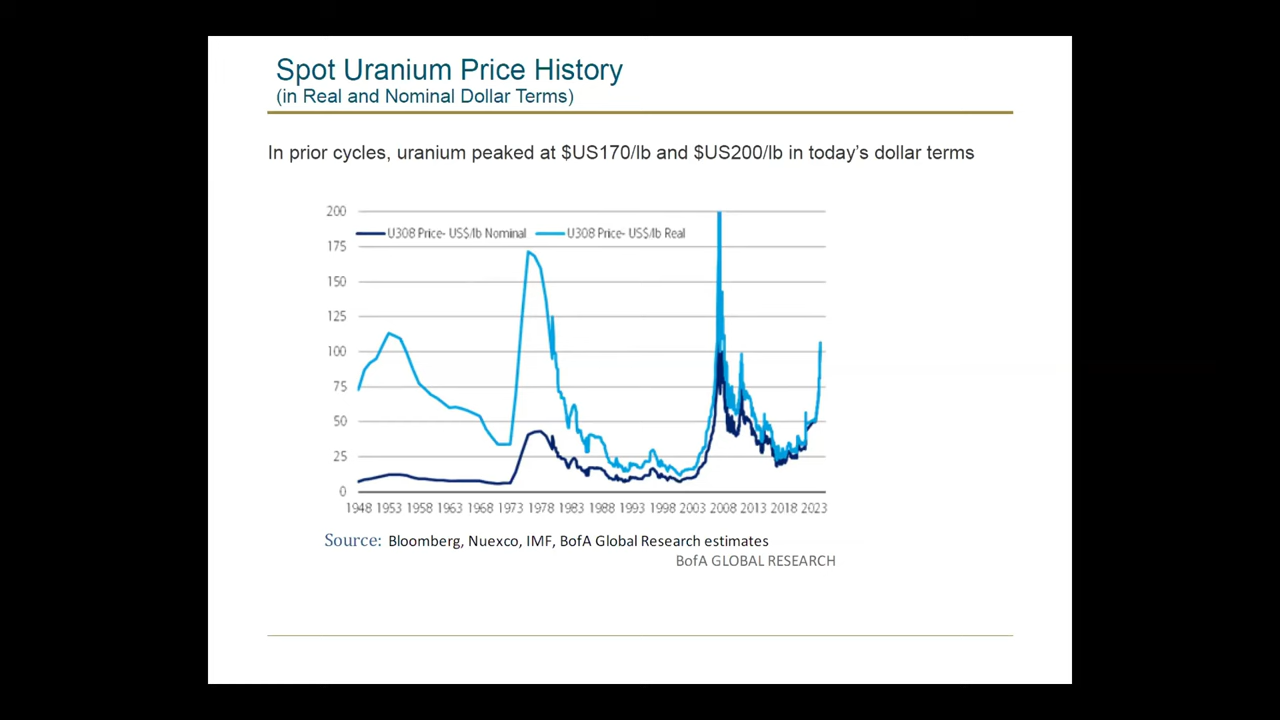 Spot Uranium Price History
(in Real and Nominal Dollar Terms)
In prior cycles, uranium peaked at $US170/lb and $US200/lb in today's dollar terms
200
U308 Price- US$/lb Nominal U308 Price- US$/lb Real
175
150
125
100
75
50
25
0
1948 1953 1958 1963 1968 1973 1978 1983 1988 1993 1998 2003 2008 2013 2018 2023
Source: Bloomberg, Nuexco, IMF, BofA Global Research estimates
BofA GLOBAL RESEARCH